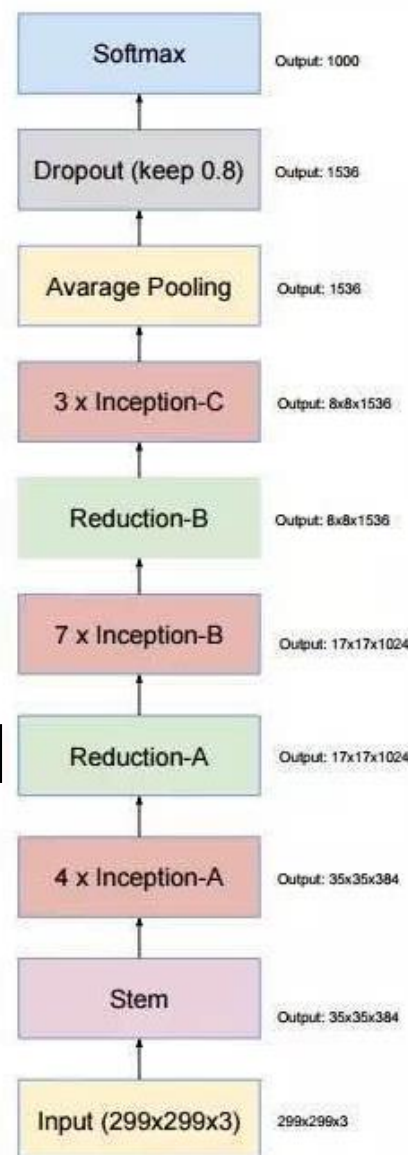 Softmax
Output: 1000
Dropout (keep 0.8)
Output: 1536
Avarage Pooling
Output: 1536
3 x Inception-C
Output: 8x8x1536
Reduction-B
Output: 8x8x1536
7 x Inception-B
Output: 17x17x1024
Reduction-A
Output: 17x17x1024
4 x Inception-A
Output: 35x35x384
Stem
Output: 35x35x384
Input (299x299x3)
299x299x3